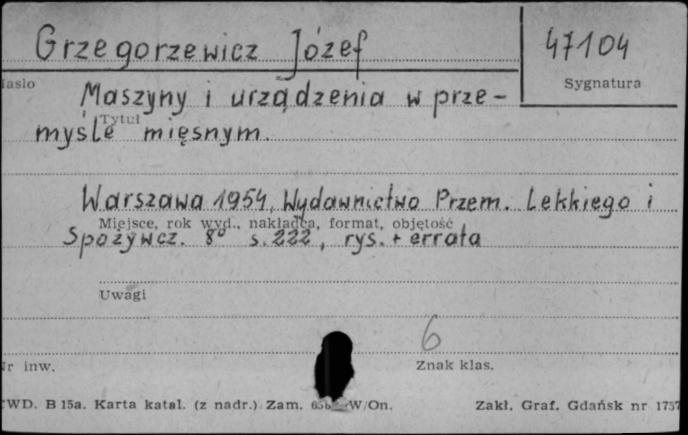 Grzegorzewicz Józef
47104
Sygnatura
Maszyny i urządzenia w prze-
Tytuł
myśle mięsnym.
Warszawa 1954, Wydawnictwo Przem. Lekkiego i
Miejsce, rok wyd., nakładca, format, objętość
Spożywcz. 8° s. 222, rys. + errata
Uwagi
6
Nr inw.
Znak klas.
CWD. B 15a. Karta katal. (z nadr.) Zam. W/On.
Zakł. Graf. Gdańsk nr 1757